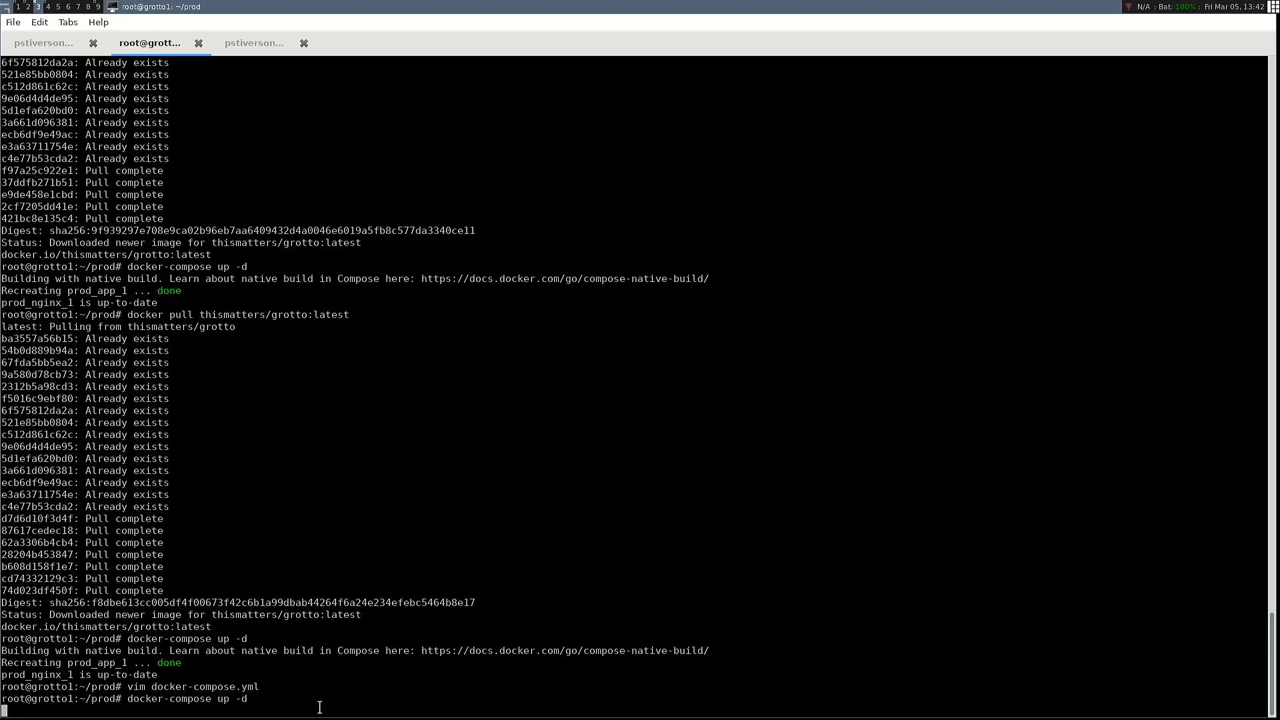 1 2 3 4 5 6 7 8 9 root@grotto1: ~/prod N/A : Bat: 100% : Fri Mar 05, 13:42
File Edit Tabs Help
pstiverson... root@grott... pstiverson...
6f575812da2a: Already exists
521e85bb0804: Already exists
c512d861c62c: Already exists
9e06d4d4de95: Already exists
5d1efa620bd0: Already exists
3a661d096381: Already exists
ecb6df9e49ac: Already exists
e3a63711754e: Already exists
c4e77b53cda2: Already exists
f97a25c922e1: Pull complete
37ddfb271b51: Pull complete
e9de458e1cbd: Pull complete
2cf7205dd41e: Pull complete
421bc8e135c4: Pull complete
Digest: sha256:9f939297e708e9ca02b96eb7aa6409432d4a0046e6019a5fb8c577da3340ce11
Status: Downloaded newer image for thismatters/grotto:latest
docker.io/thismatters/grotto:latest
root@grotto1:~/prod# docker-compose up -d
Building with native build. Learn about native build in Compose here: https://docs.docker.com/go/compose-native-build/
Recreating prod_app_1 ... done
prod_nginx_1 is up-to-date
root@grotto1:~/prod# docker pull thismatters/grotto:latest
latest: Pulling from thismatters/grotto
ba3557a56b15: Already exists
54b0d889b94a: Already exists
67fda5bb5ea2: Already exists
9a580d78cb73: Already exists
2312b5a98cd3: Already exists
f5016c9ebf80: Already exists
6f575812da2a: Already exists
521e85bb0804: Already exists
c512d861c62c: Already exists
9e06d4d4de95: Already exists
5d1efa620bd0: Already exists
3a661d096381: Already exists
ecb6df9e49ac: Already exists
e3a63711754e: Already exists
c4e77b53cda2: Already exists
d7d6d10f3d4f: Pull complete
87617cedec18: Pull complete
62a3306b4cb4: Pull complete
28204b453847: Pull complete
b608d158f1e7: Pull complete
cd74332129c3: Pull complete
74d023df450f: Pull complete
Digest: sha256:f8dbe613cc005df4f00673f42c6b1a99dbab44264f6a24e234efebc5464b8e17
Status: Downloaded newer image for thismatters/grotto:latest
docker.io/thismatters/grotto:latest
root@grotto1:~/prod# docker-compose up -d
Building with native build. Learn about native build in Compose here: https://docs.docker.com/go/compose-native-build/
Recreating prod_app_1 ... done
prod_nginx_1 is up-to-date
root@grotto1:~/prod# vim docker-compose.yml
root@grotto1:~/prod# docker-compose up -d